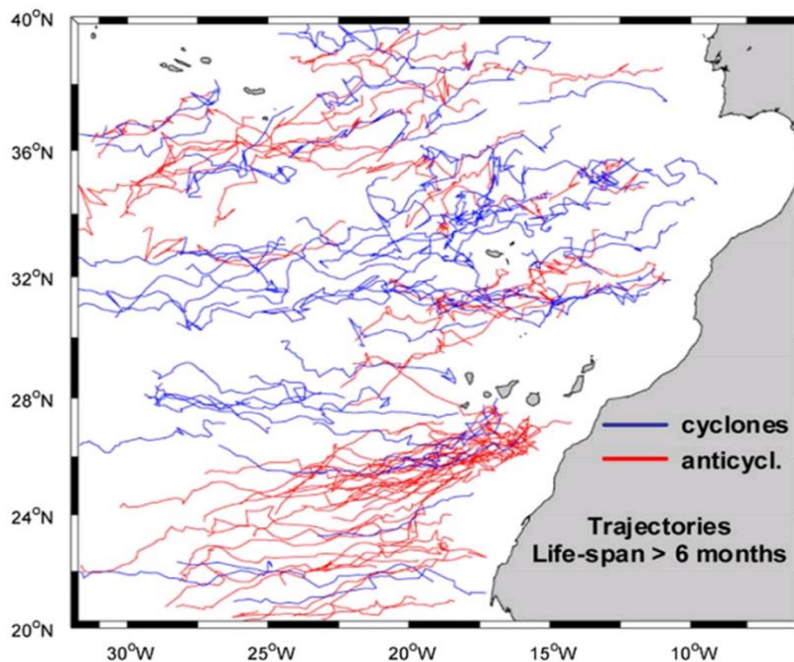 40°N
36°N
32°N
28°N
24°N
20°N
30°W 20°W 25°W 15°W 10°W
cyclones
anticycl.
Trajectories
Life-span > 6 months